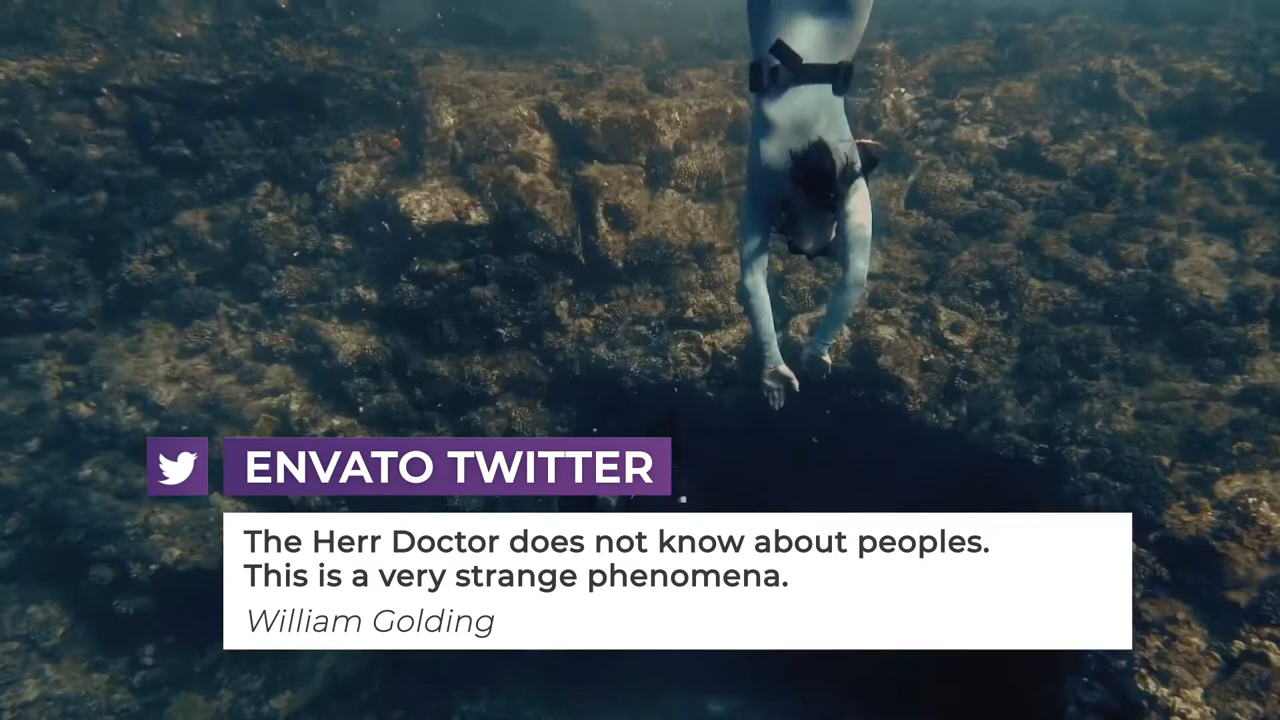 ENVATO TWITTER
The Herr Doctor does not know about peoples.
This is a very strange phenomena.
William Golding